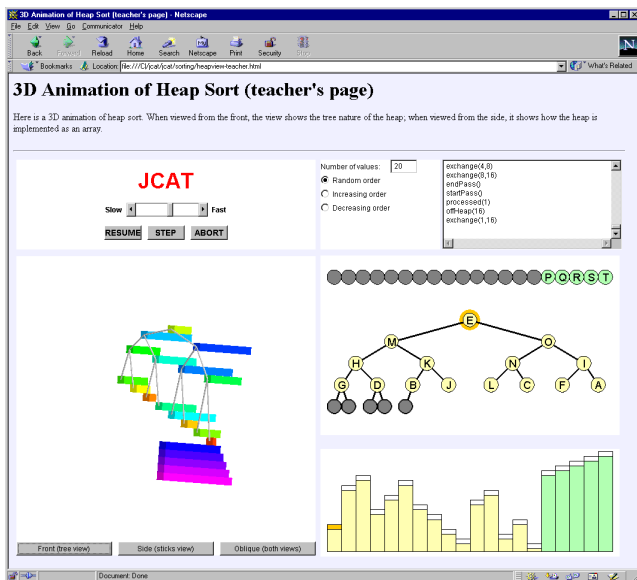 3D Animation of Heap Sort (teacher's page) - Netscape
File Edit View Go Communicator Help
Back Forward Reload Home Search Netscape Print Security Stop
N
Bookmarks Location: file:///C|/jcat/jcat/sorting/heapview-teacher.html What's Related
3D Animation of Heap Sort (teacher's page)
Here is a 3D animation of heap sort. When viewed from the front, the view shows the tree nature of the heap; when viewed from the side, it shows how the heap is
implemented as an array.
JCAT
Slow Fast
RESUME STEP ABORT
Number of values: 20
Random order
Increasing order
Decreasing order
exchange(4,8)
exchange(8,16)
endPass()
startPass()
processed(1)
offHeap(16)
exchange(1,16)
P Q R S T
E
M O
H K N I
G D B J L C F A
Front (tree view) Side (sticks view) Oblique (both views)
Document: Done